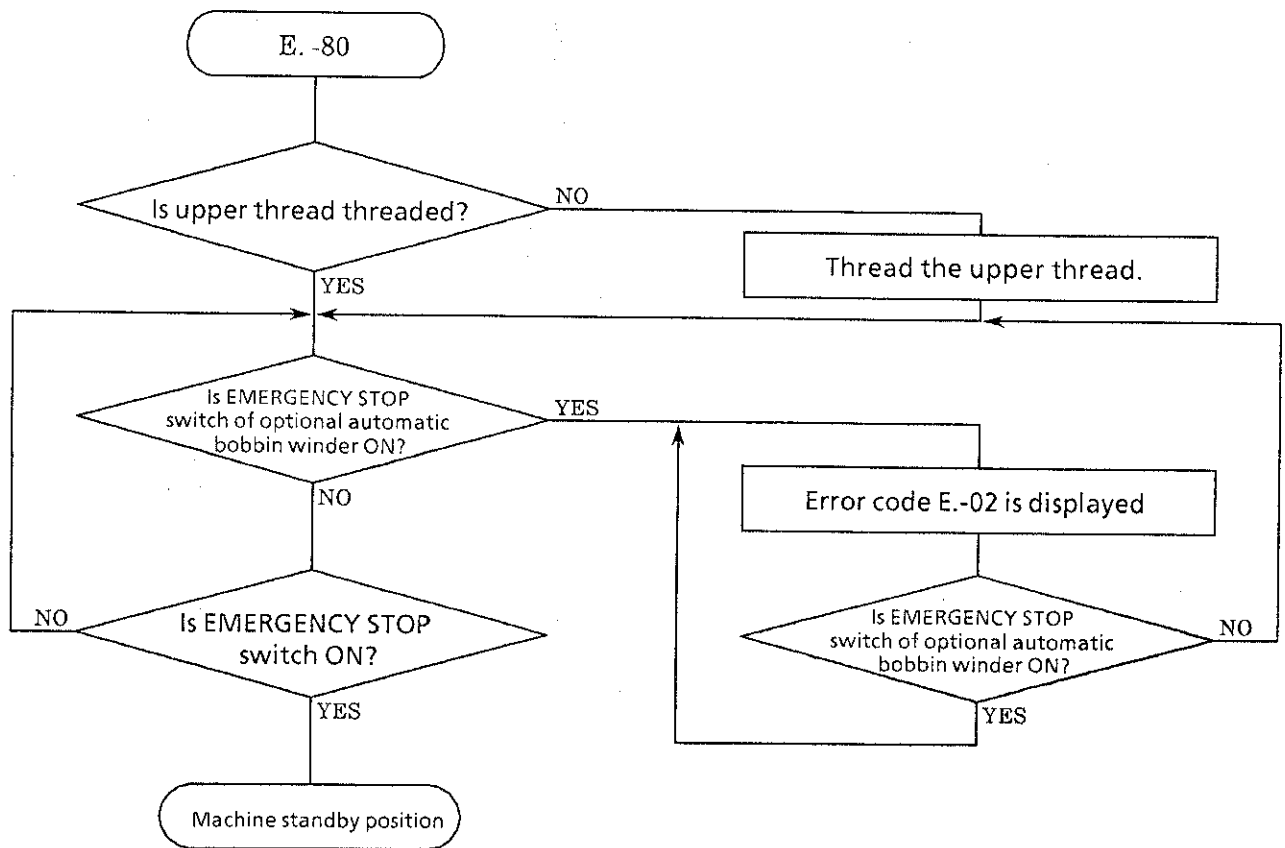 E. -80
Is upper thread threaded?
NO
Thread the upper thread.
YES
Is EMERGENCY STOP
switch of optional automatic
bobbin winder ON?
YES
NO
Error code E.-02 is displayed
Is EMERGENCY STOP
switch ON?
NO
YES
Is EMERGENCY STOP
switch of optional automatic
bobbin winder ON?
NO
YES
Machine standby position